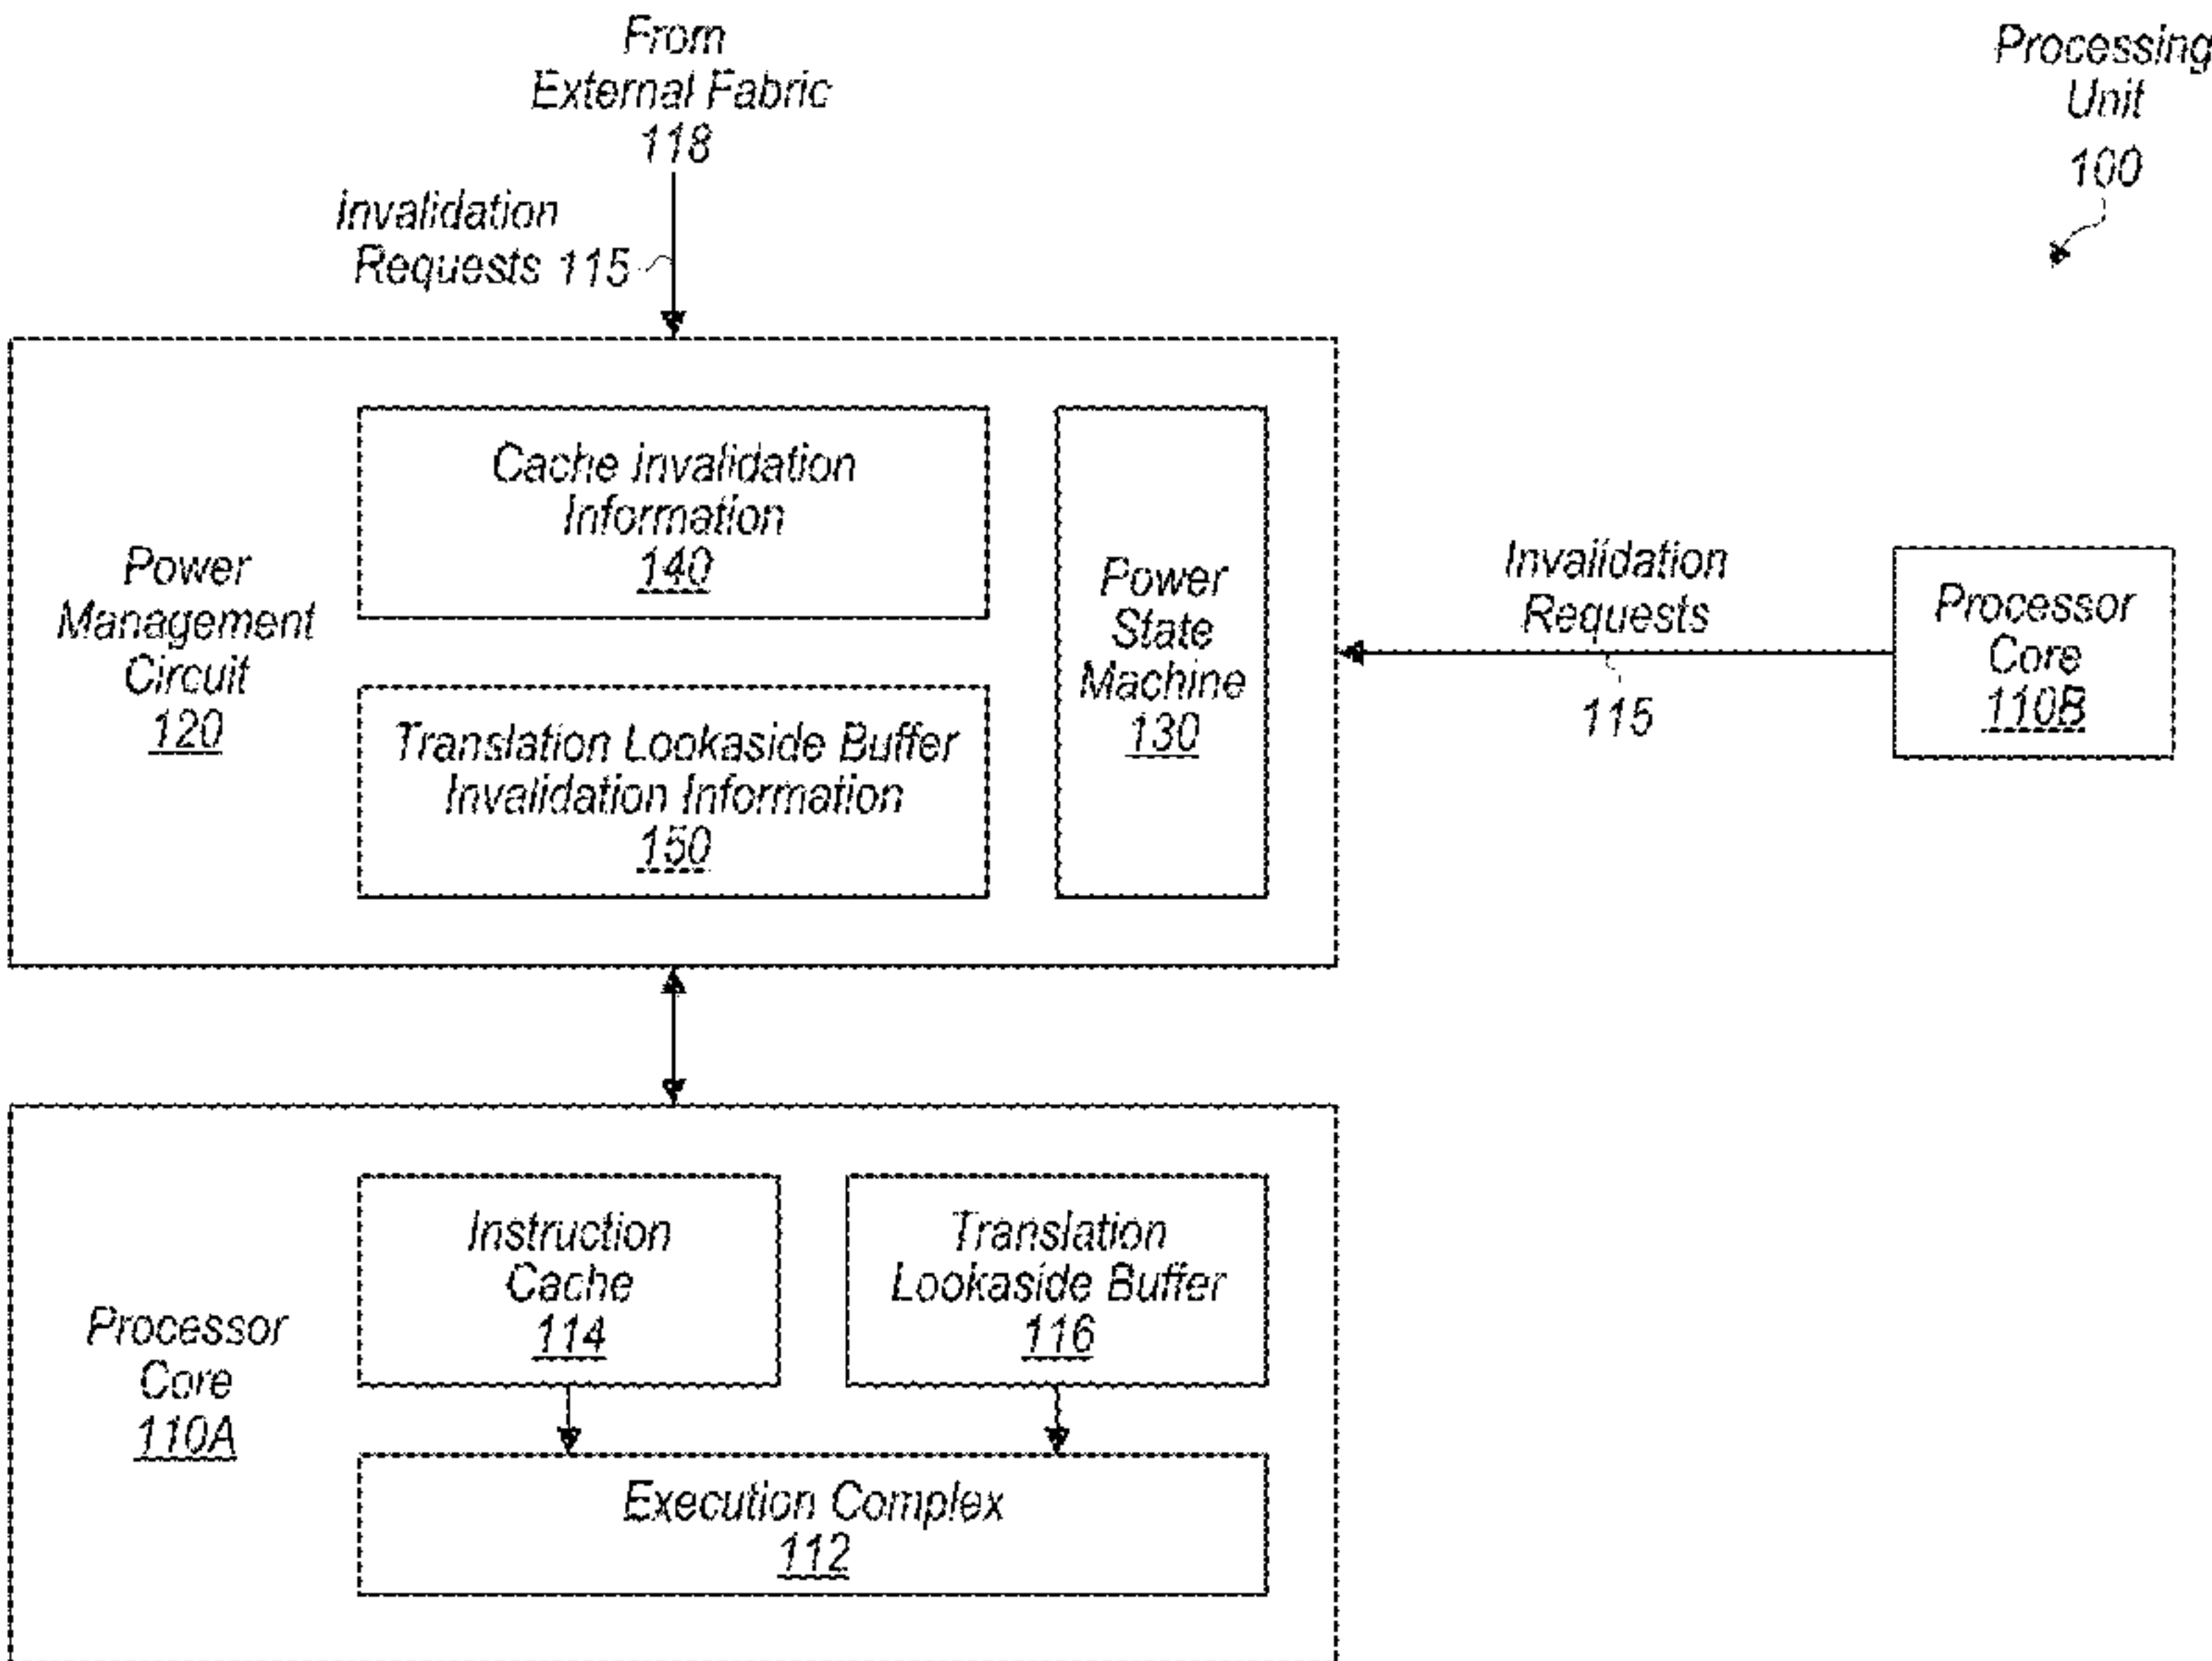 From
External Fabric
118
Processing
Unit
100
Invalidation
Requests 115
Power
Management
Circuit
120
Cache Invalidation
Information
140
Translation Lookaside Buffer
Invalidation Information
150
Power
State
Machine
130
Invalidation
Requests
115
Processor
Core
110B
Processor
Core
110A
Instruction
Cache
114
Translation
Lookaside Buffer
116
Execution Complex
112